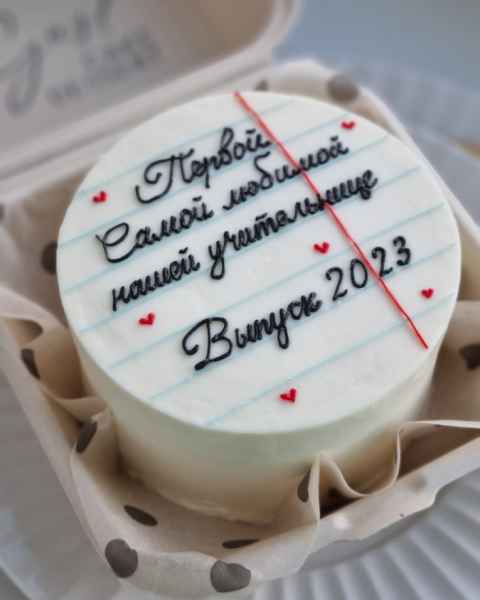 Первой
Самой любимой
нашей учительнице
Выпуск 2023